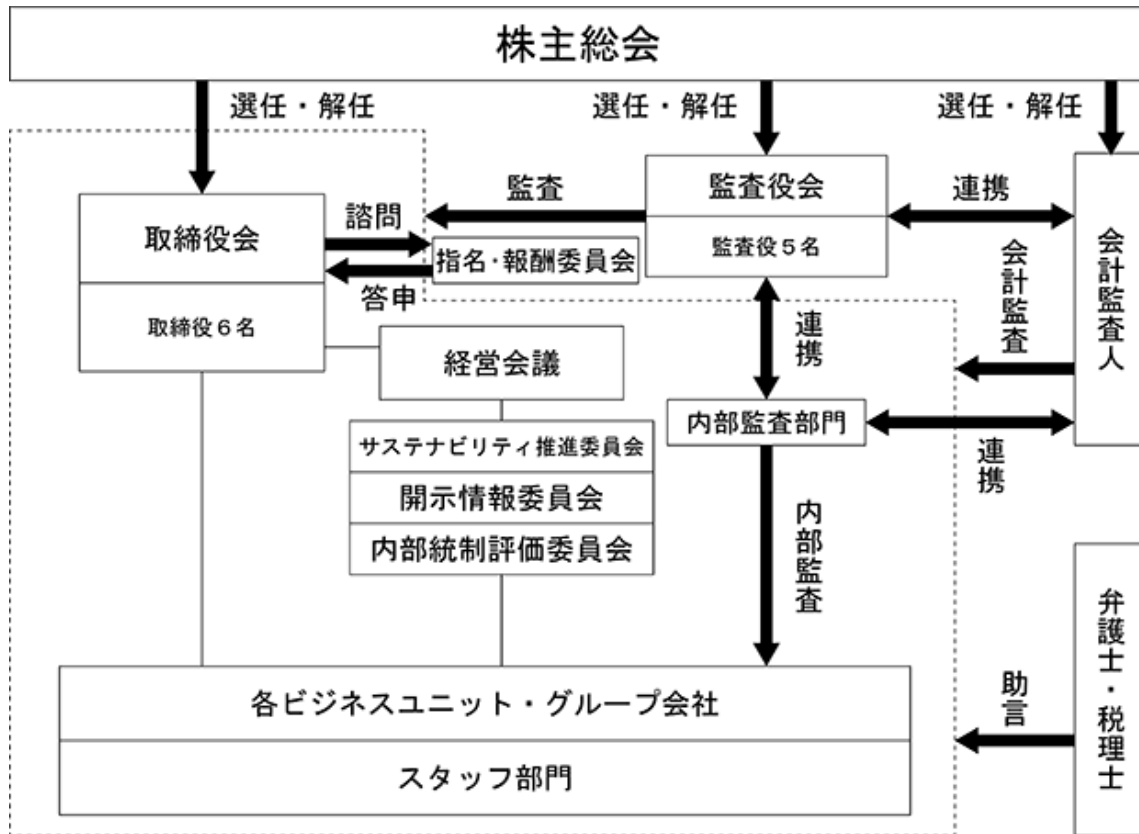 株主総会
選任・解任
選任・解任
選任・解任
取締役会
取締役６名
諮問
答申
監査
指名・報酬委員会
監査役会
監査役５名
連携
会計監査人
会計監査
経営会議
連携
内部監査部門
連携
サステナビリティ推進委員会
開示情報委員会
内部統制評価委員会
内部監査
各ビジネスユニット・グループ会社
スタッフ部門
助言
弁護士・税理士